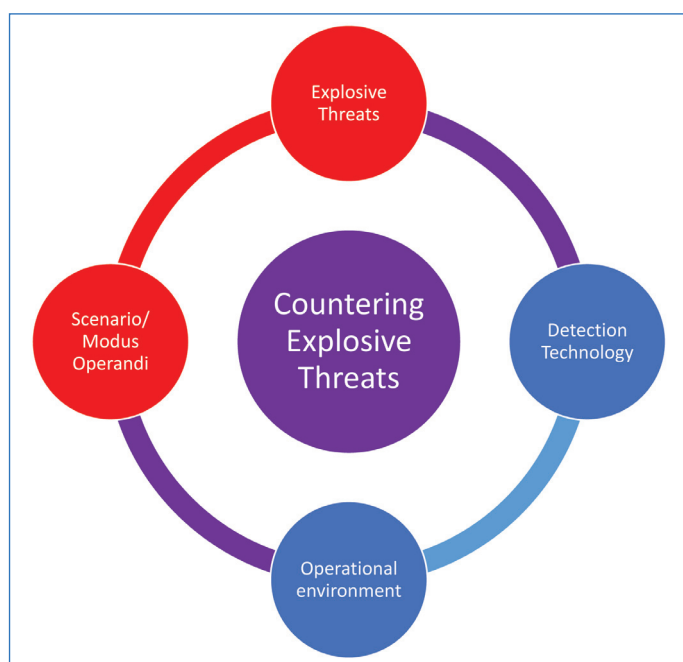 Explosive
Threats
Scenario/
Modus
Operandi
Countering
Explosive
Threats
Detection
Technology
Operational
environment